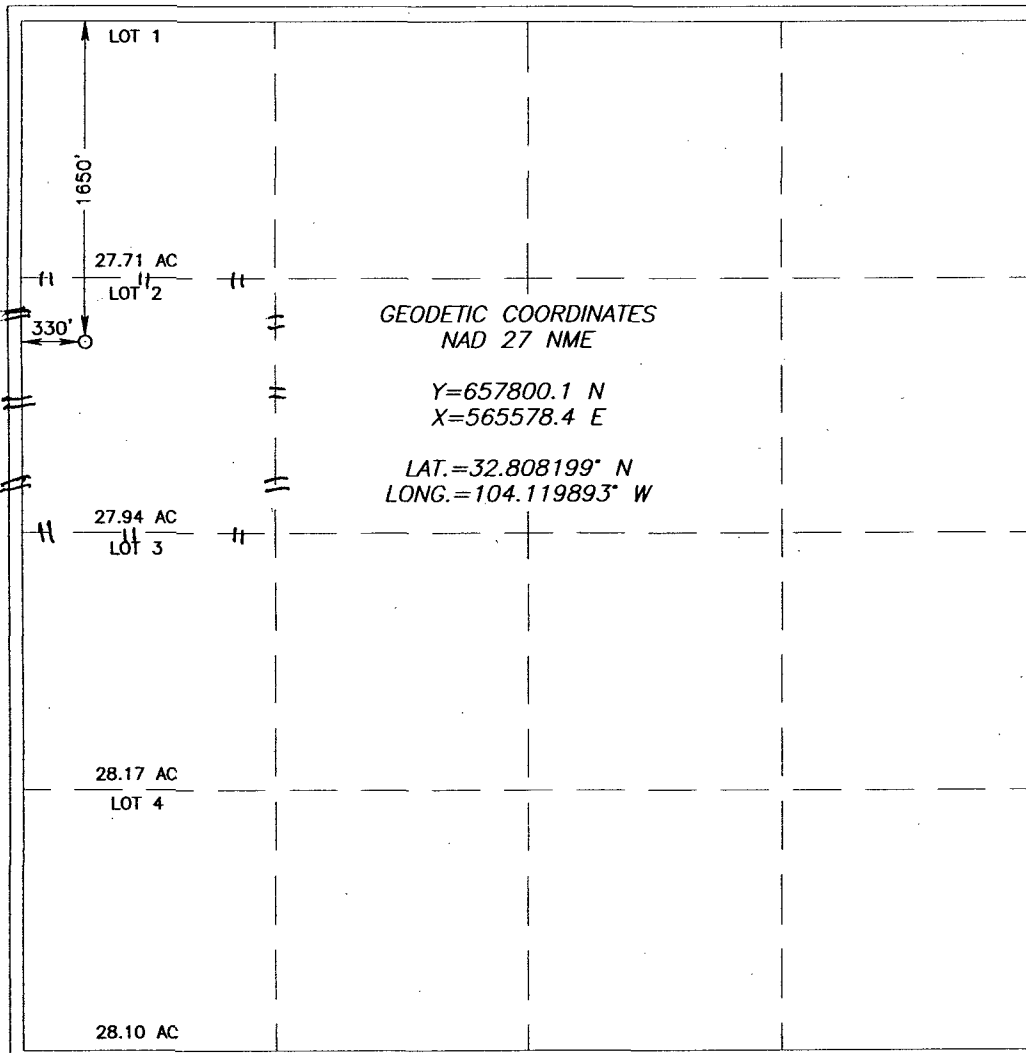 LOT 1
1650'
27.71 AC
LOT 2
330'
GEODETIC COORDINATES
NAD 27 NME
Y=657800.1 N
X=565578.4 E
LAT.=32.808199° N
LONG.=104.119893° W
27.94 AC
LOT 3
28.17 AC
LOT 4
28.10 AC